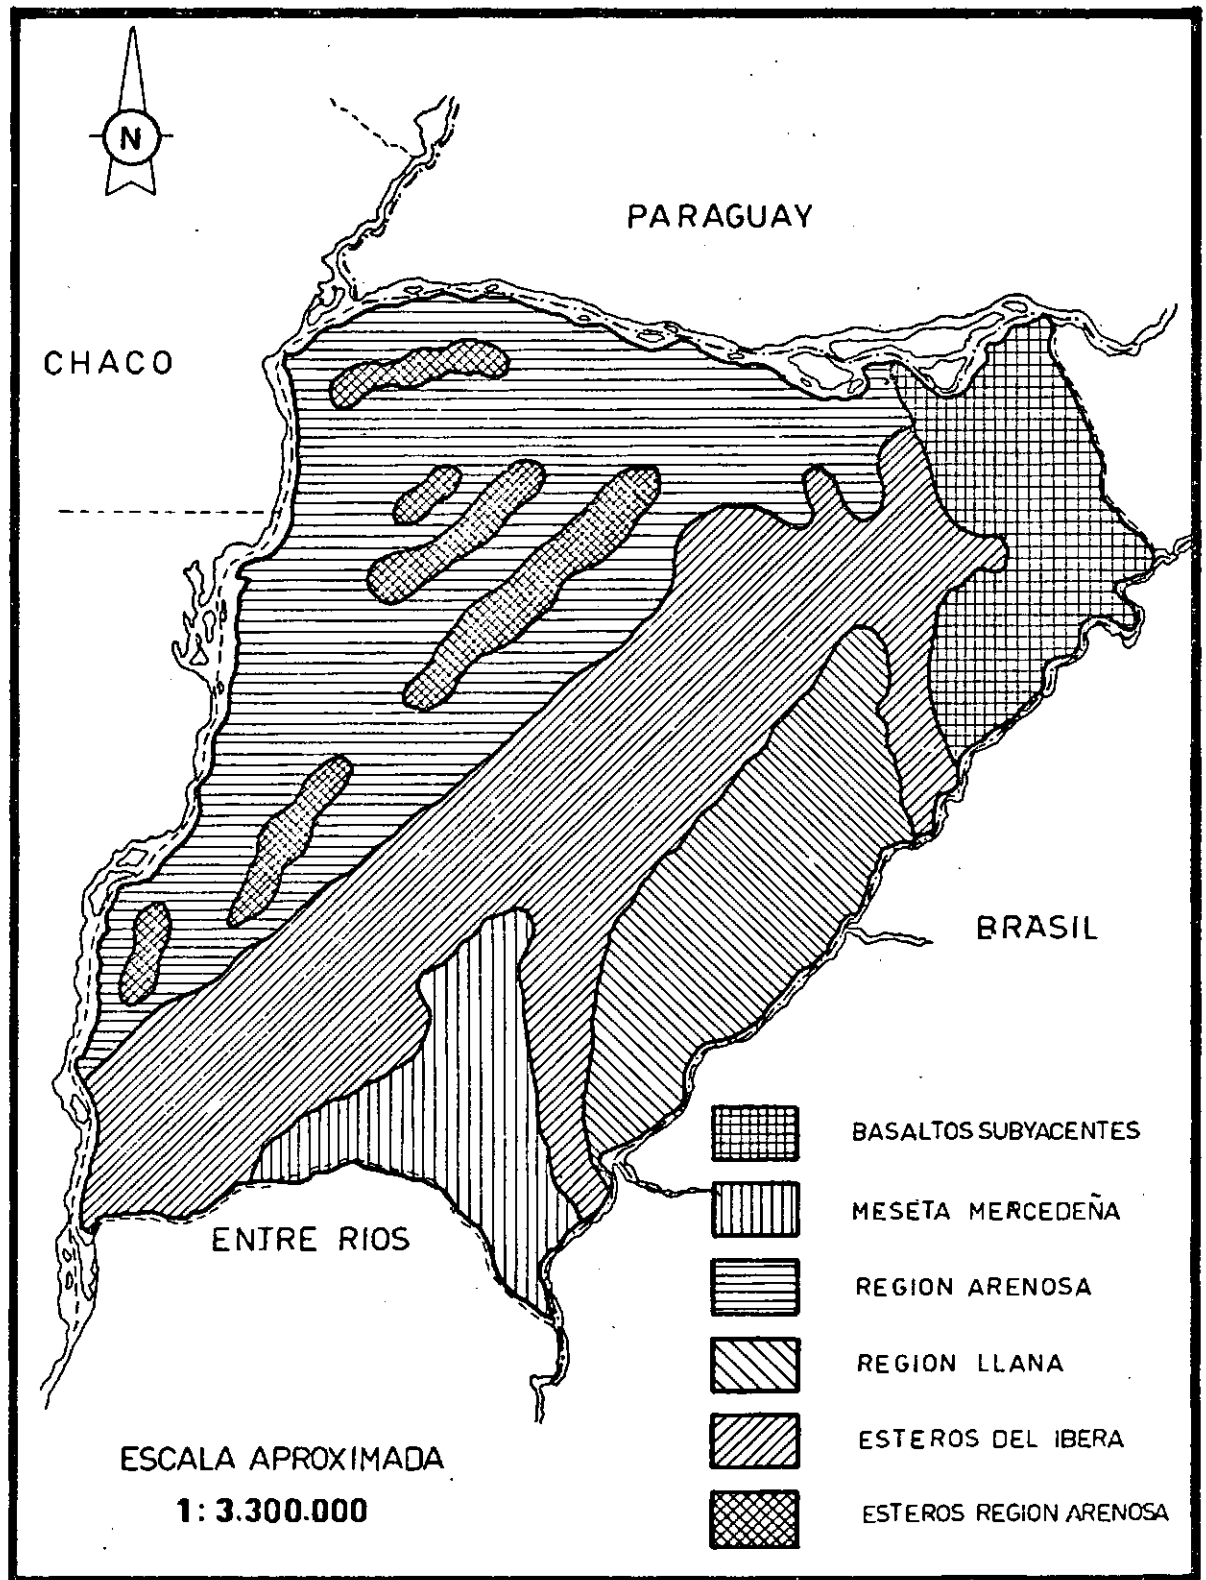 N
PARAGUAY
CHACO
BRASIL
ENTRE RIOS
BASALTOS SUBYACENTES
MESETA MERCEDEÑA
REGION ARENOSA
REGION LLANA
ESTEROS DEL IBERA
ESTEROS REGION ARENOSA
ESCALA APROXIMADA
1: 3.300.000